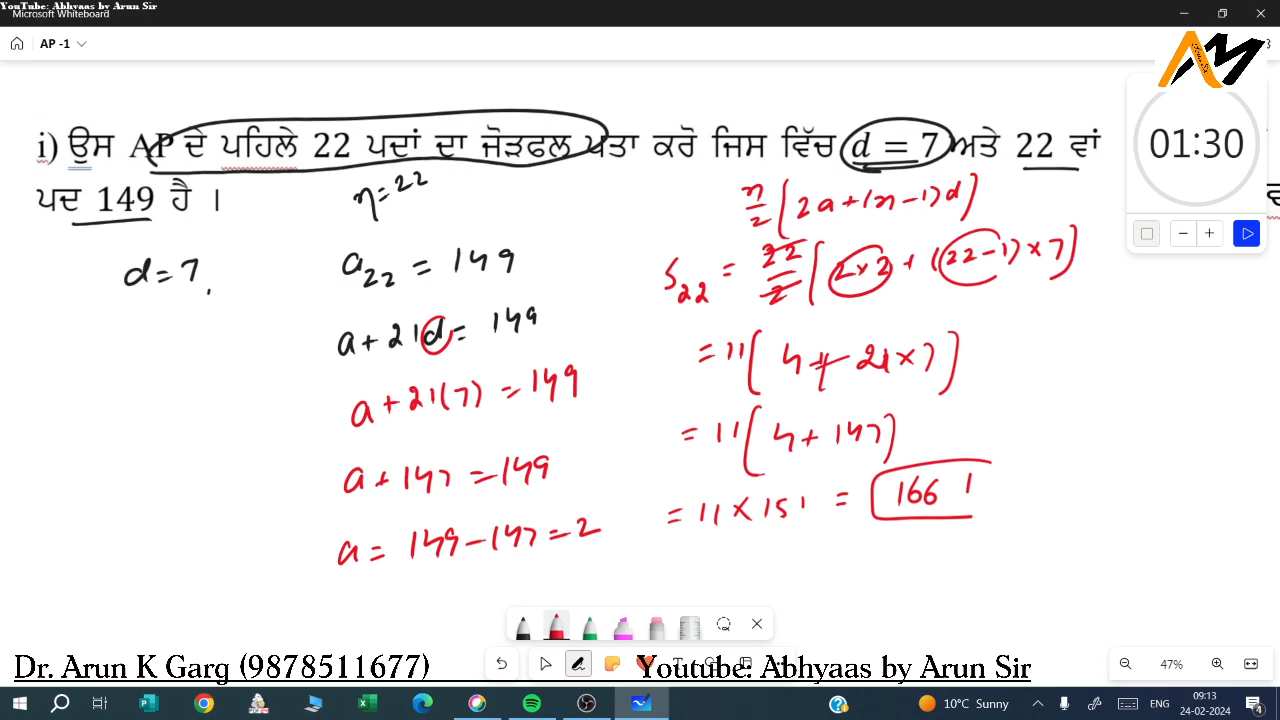 YouTube: Abhyaas by Arun Sir
Microsoft Whiteboard
AP -1
AM
01:30
i) ਉਸ AP ਦੇ ਪਹਿਲੇ 22 ਪਦਾਂ ਦਾ ਜੋੜਫਲ ਪਤਾ ਕਰੋ ਜਿਸ ਵਿੱਚ d = 7 ਅਤੇ 22 ਵਾਂ
ਪਦ 149 ਹੈ ।
n=22
d=7,
a22 = 149
a+21d = 149
a+21(7) = 149
a+147 = 149
a = 149-147=2
n/2 [2a+(n-1)d]
S22 = 22/2 [2×2 + (22-1)×7]
= 11[4+21×7]
= 11[4+147]
= 11×151 = 1661
Dr. Arun K Garg (9878511677)
Youtube: Abhyaas by Arun Sir
47%
10°C Sunny
ENG
09:13
24-02-2024
4